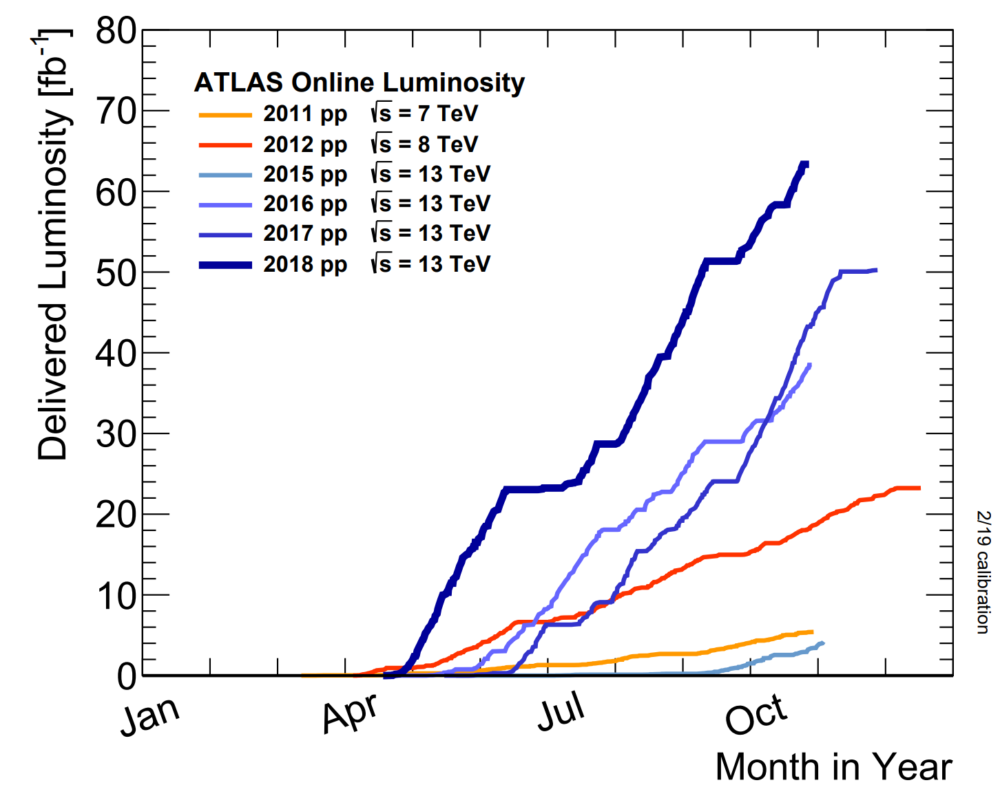 Delivered Luminosity [fb⁻¹]
80
70
60
50
40
30
20
10
0
ATLAS Online Luminosity
2011 pp √s = 7 TeV
2012 pp √s = 8 TeV
2015 pp √s = 13 TeV
2016 pp √s = 13 TeV
2017 pp √s = 13 TeV
2018 pp √s = 13 TeV
Jan Apr Jul Oct
Month in Year
2/19 calibration